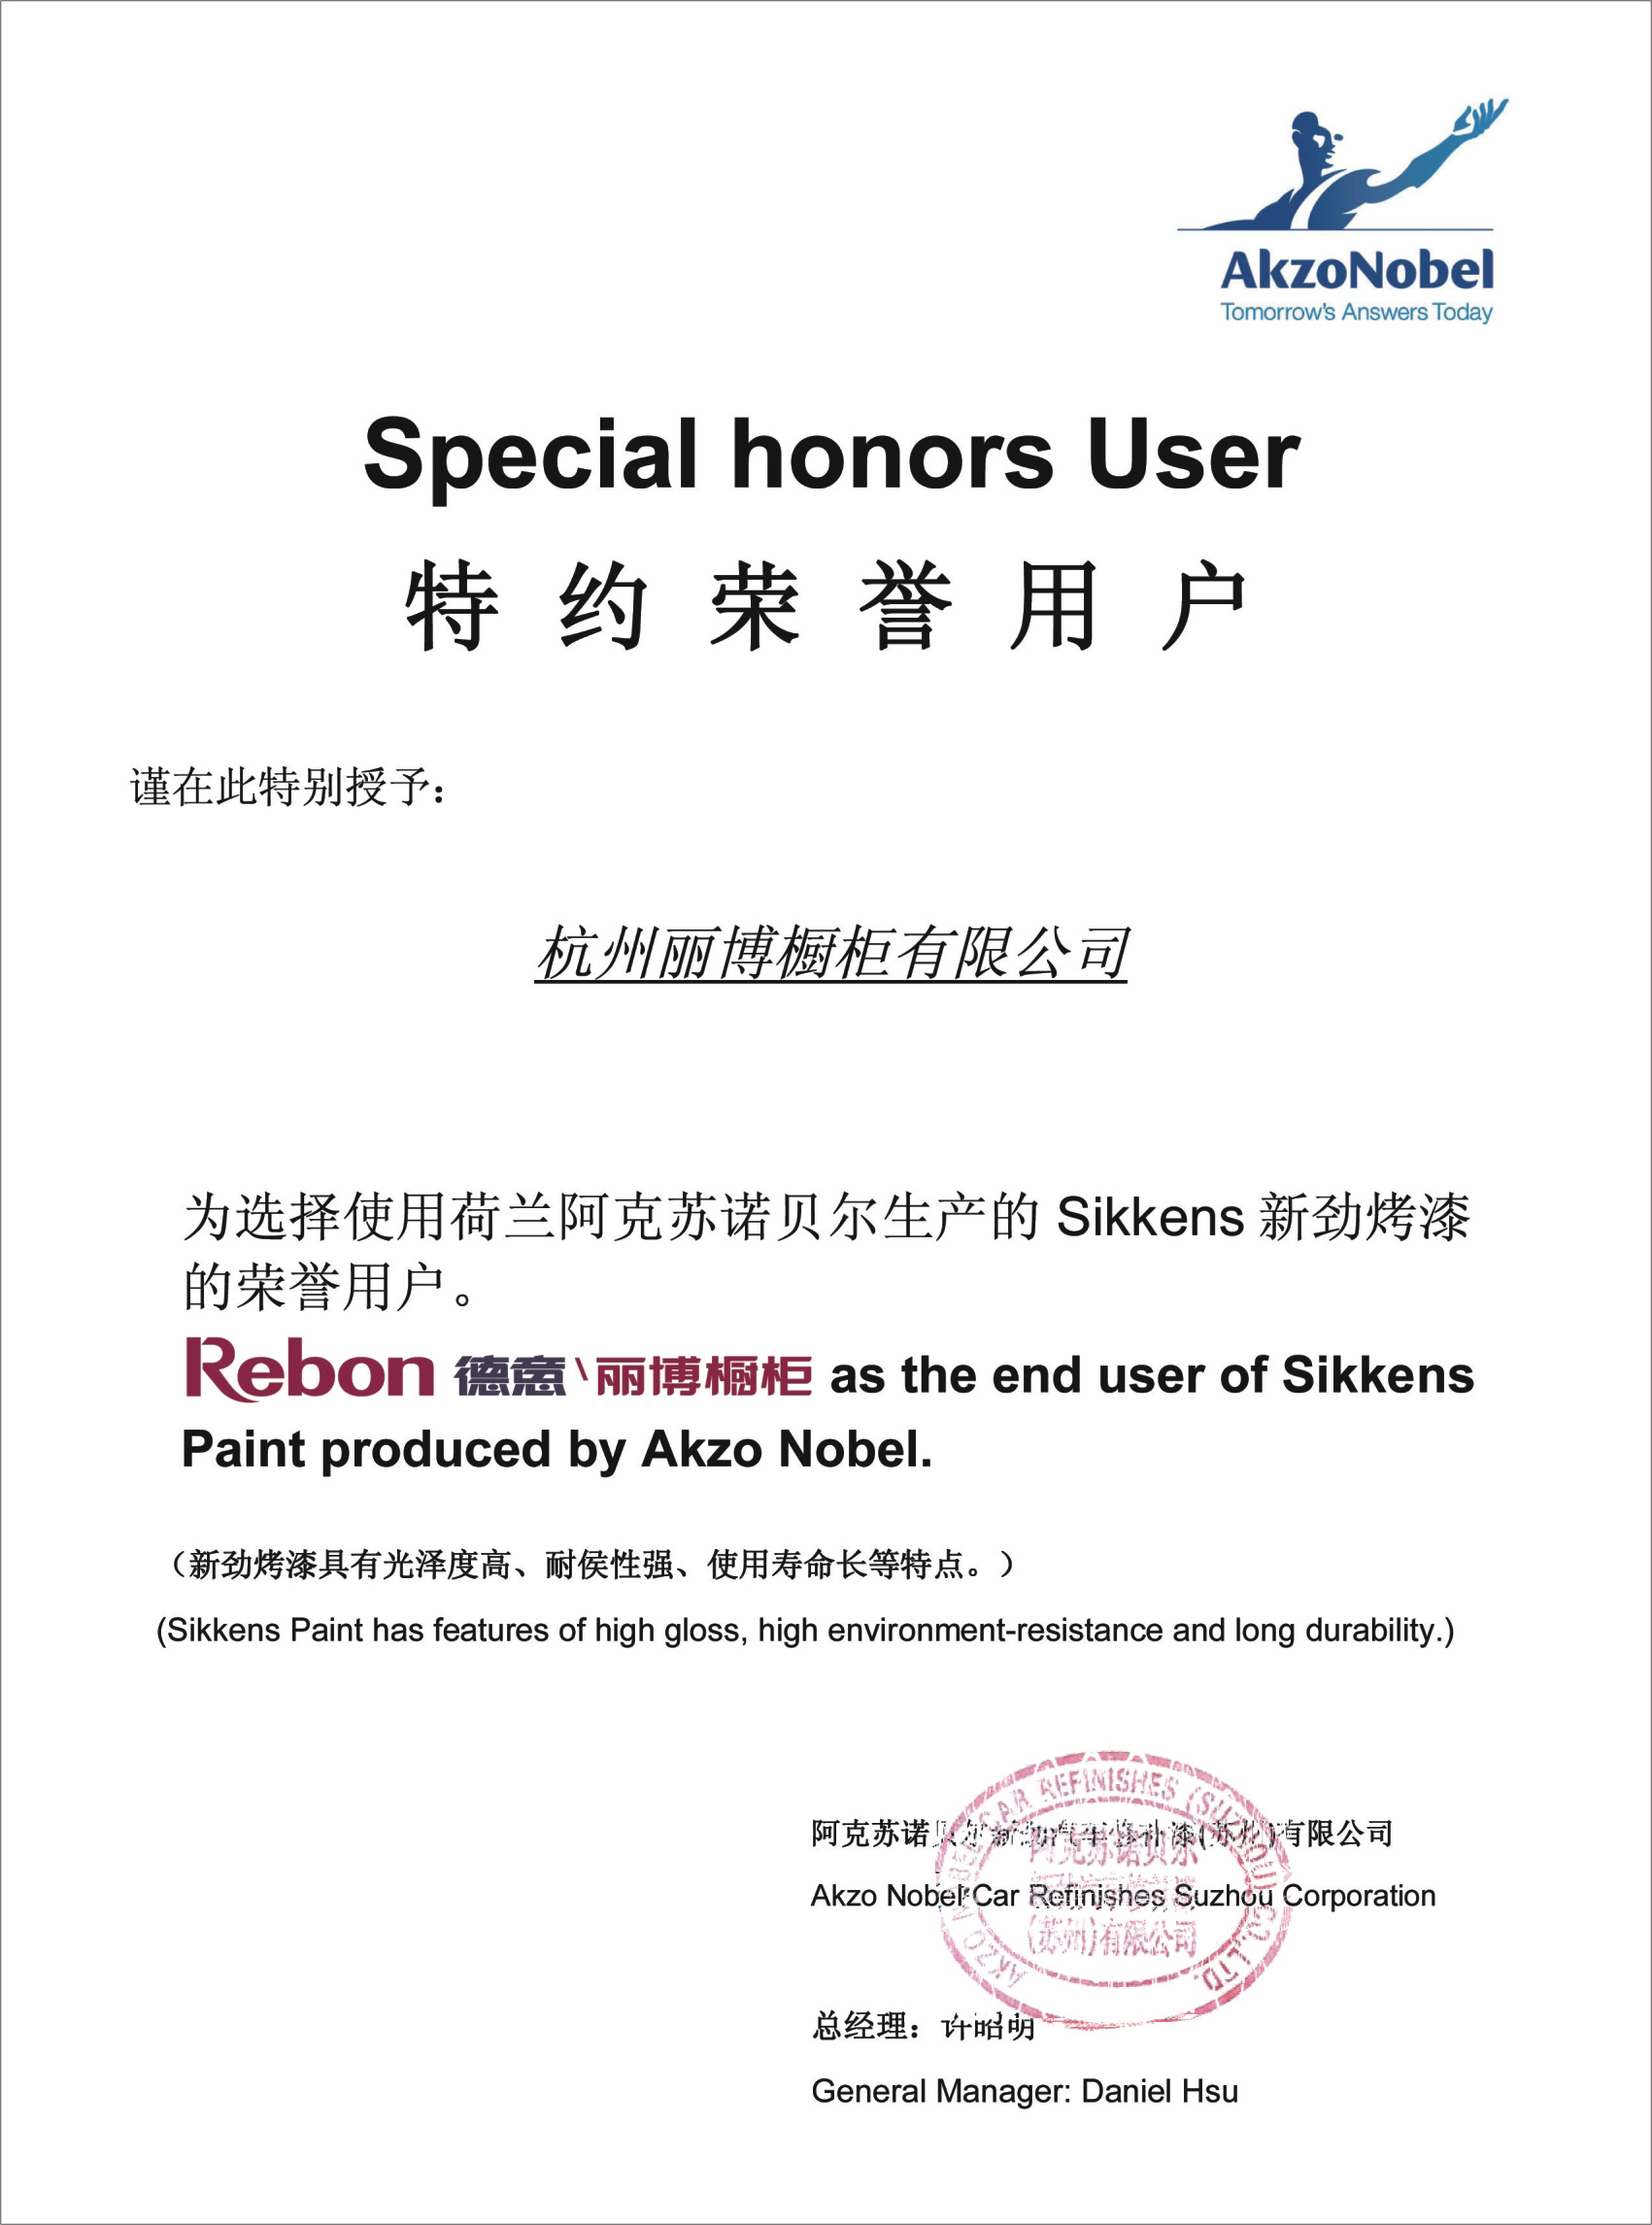 AkzoNobel
Tomorrow's Answers Today
Special honors User
特约荣誉用户
谨在此特别授予：
杭州丽博橱柜有限公司
为选择使用荷兰阿克苏诺贝尔生产的 Sikkens 新劲烤漆
的荣誉用户。
Rebon 德意\丽博橱柜 as the end user of Sikkens
Paint produced by Akzo Nobel.
（新劲烤漆具有光泽度高、耐侯性强、使用寿命长等特点。）
(Sikkens Paint has features of high gloss, high environment-resistance and long durability.)
阿克苏诺贝尔新劲汽车修补漆(苏州)有限公司
Akzo Nobel Car Refinishes Suzhou Corporation
AKZO NOBEL CAR REFINISHES (SUZHOU) CO.,LTD.
阿克苏诺贝尔
(苏州)有限公司
总经理：许昭明
General Manager: Daniel Hsu